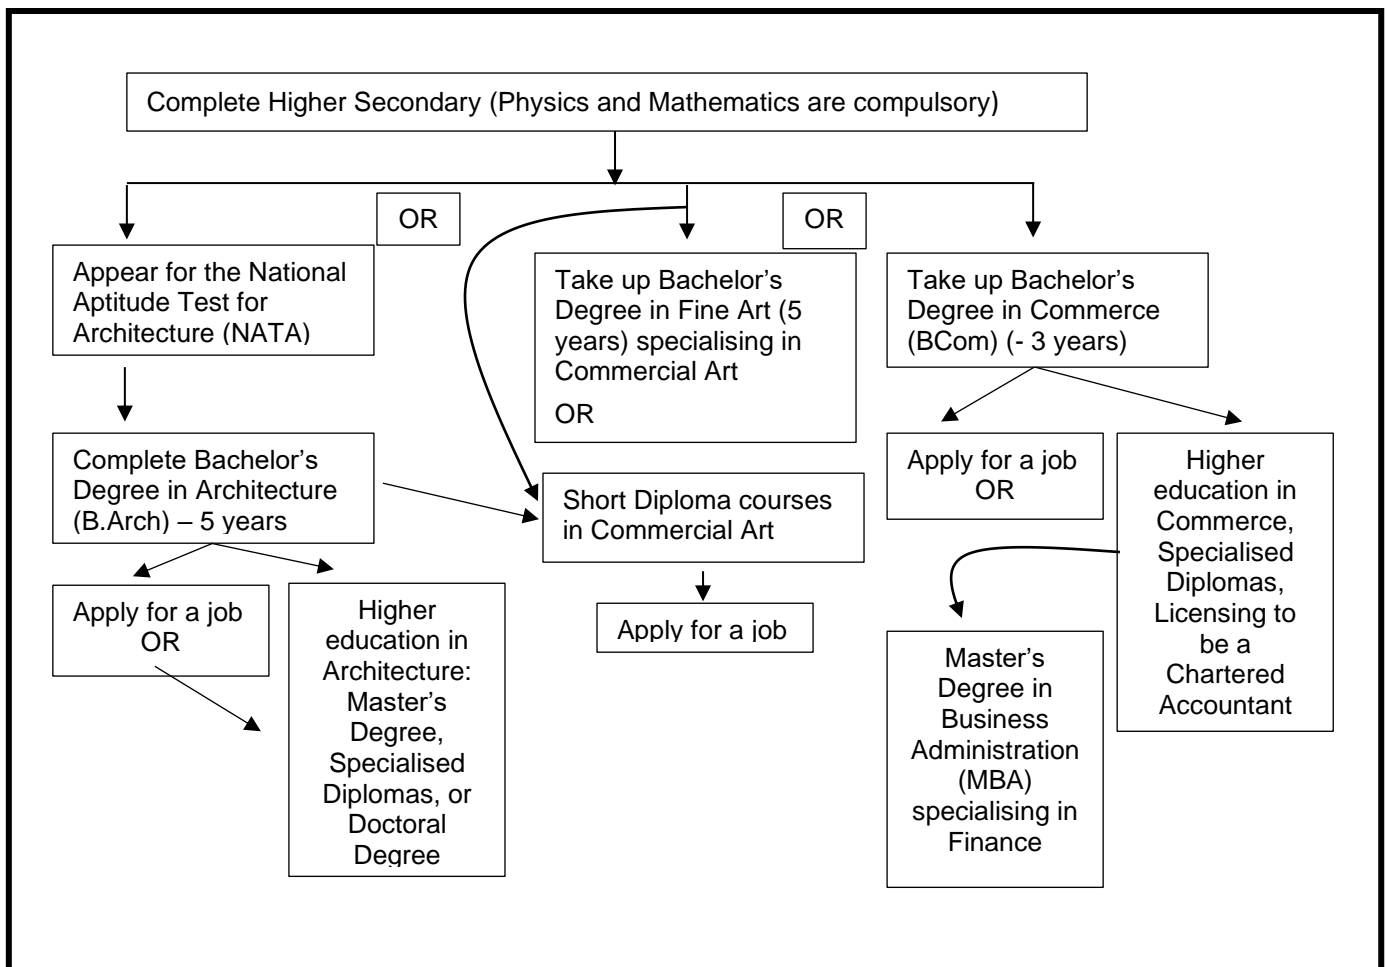 Complete Higher Secondary (Physics and Mathematics are compulsory)
OR
OR
Appear for the National
Aptitude Test for
Architecture (NATA)
Take up Bachelor’s
Degree in Fine Art (5
years) specialising in
Commercial Art
OR
Take up Bachelor’s
Degree in Commerce
(BCom) (- 3 years)
Complete Bachelor’s
Degree in Architecture
(B.Arch) – 5 years
Short Diploma courses
in Commercial Art
Apply for a job
OR
Higher
education in
Commerce,
Specialised
Diplomas,
Licensing to
be a
Chartered
Accountant
Apply for a job
OR
Higher
education in
Architecture:
Master’s
Degree,
Specialised
Diplomas, or
Doctoral
Degree
Apply for a job
Master’s
Degree in
Business
Administration
(MBA)
specialising in
Finance